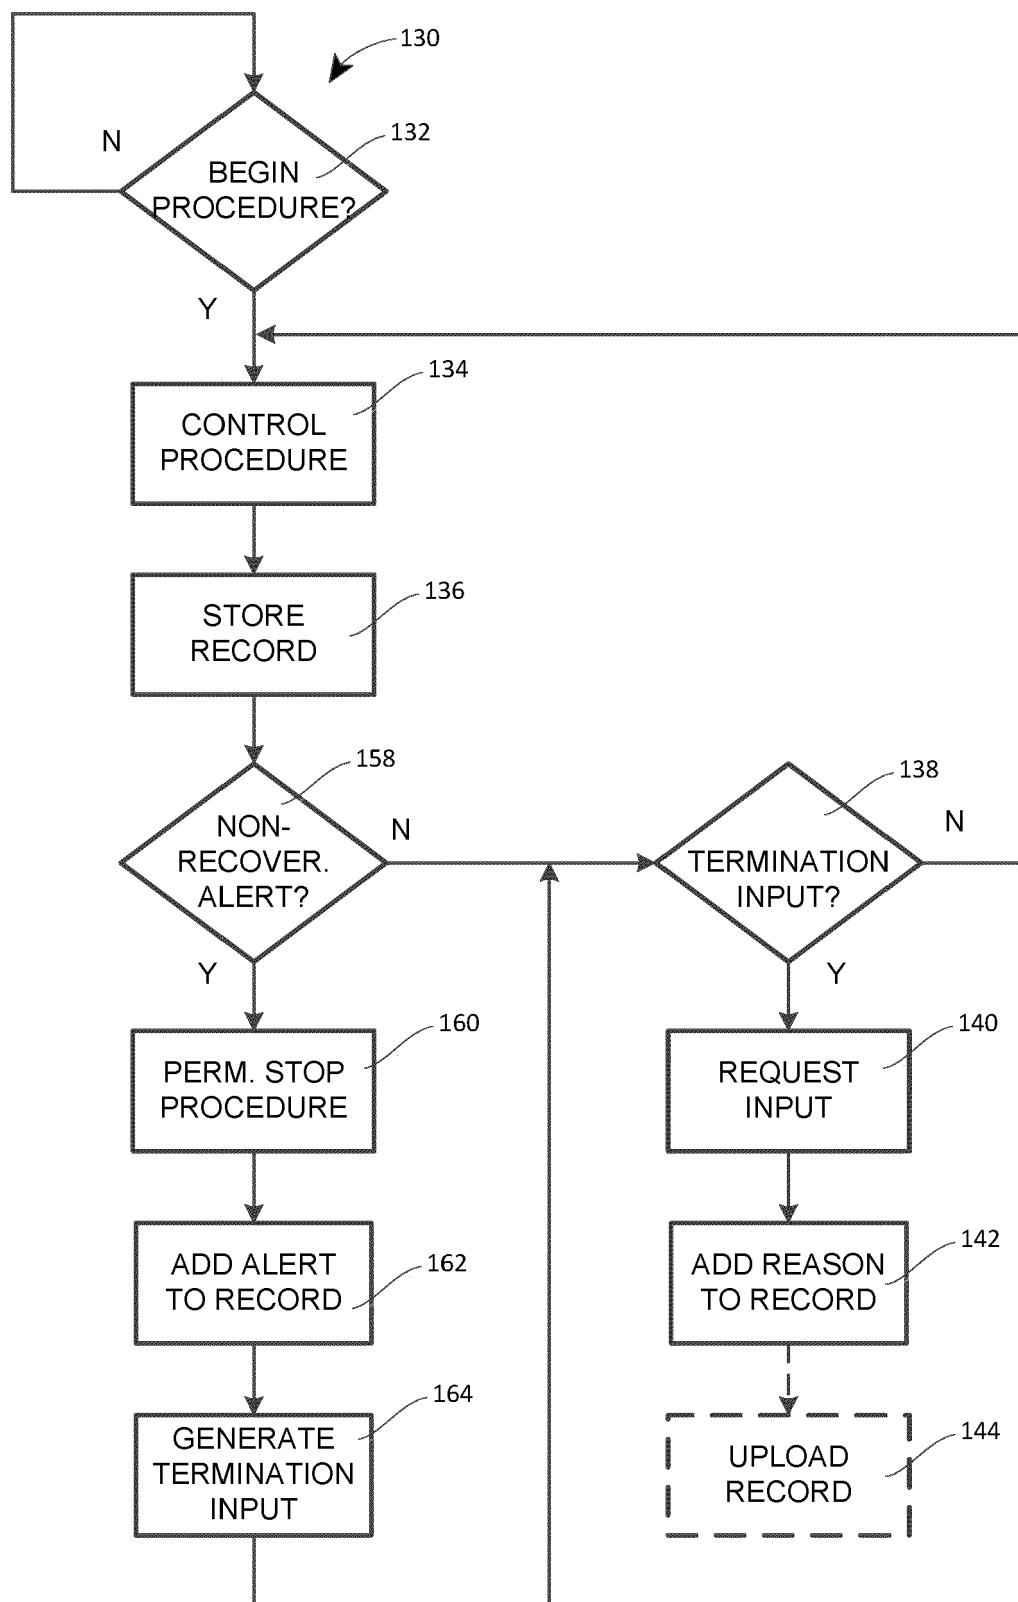 130
132
N
BEGIN
PROCEDURE?
Y
134
CONTROL
PROCEDURE
136
STORE
RECORD
158
NON-
RECOVER.
ALERT?
N
Y
138
N
TERMINATION
INPUT?
Y
160
PERM. STOP
PROCEDURE
140
REQUEST
INPUT
162
ADD ALERT
TO RECORD
142
ADD REASON
TO RECORD
164
GENERATE
TERMINATION
INPUT
144
UPLOAD
RECORD